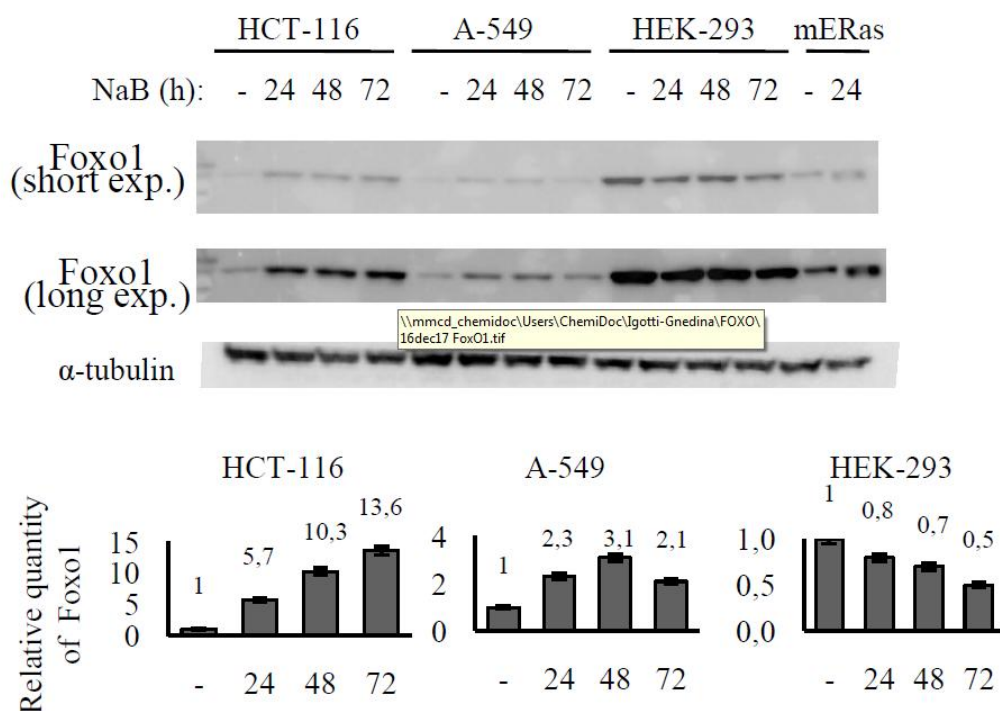 HCT-116 A-549 HEK-293 mERas
NaB (h): - 24 48 72 - 24 48 72 - 24 48 72 - 24
Foxo1
(short exp.)
Foxo1
(long exp.)
\\mmcd_chemidoc\Users\ChemiDoc\Igotti-Gnedina\FOXO\
16dec17 FoxO1.tif
α-tubulin
Relative quantity
of Foxo1
HCT-116
15
10
5
0
1 5,7 10,3 13,6
- 24 48 72
A-549
4
2
0
1 2,3 3,1 2,1
- 24 48 72
HEK-293
1,0
0,5
0,0
1 0,8 0,7 0,5
- 24 48 72